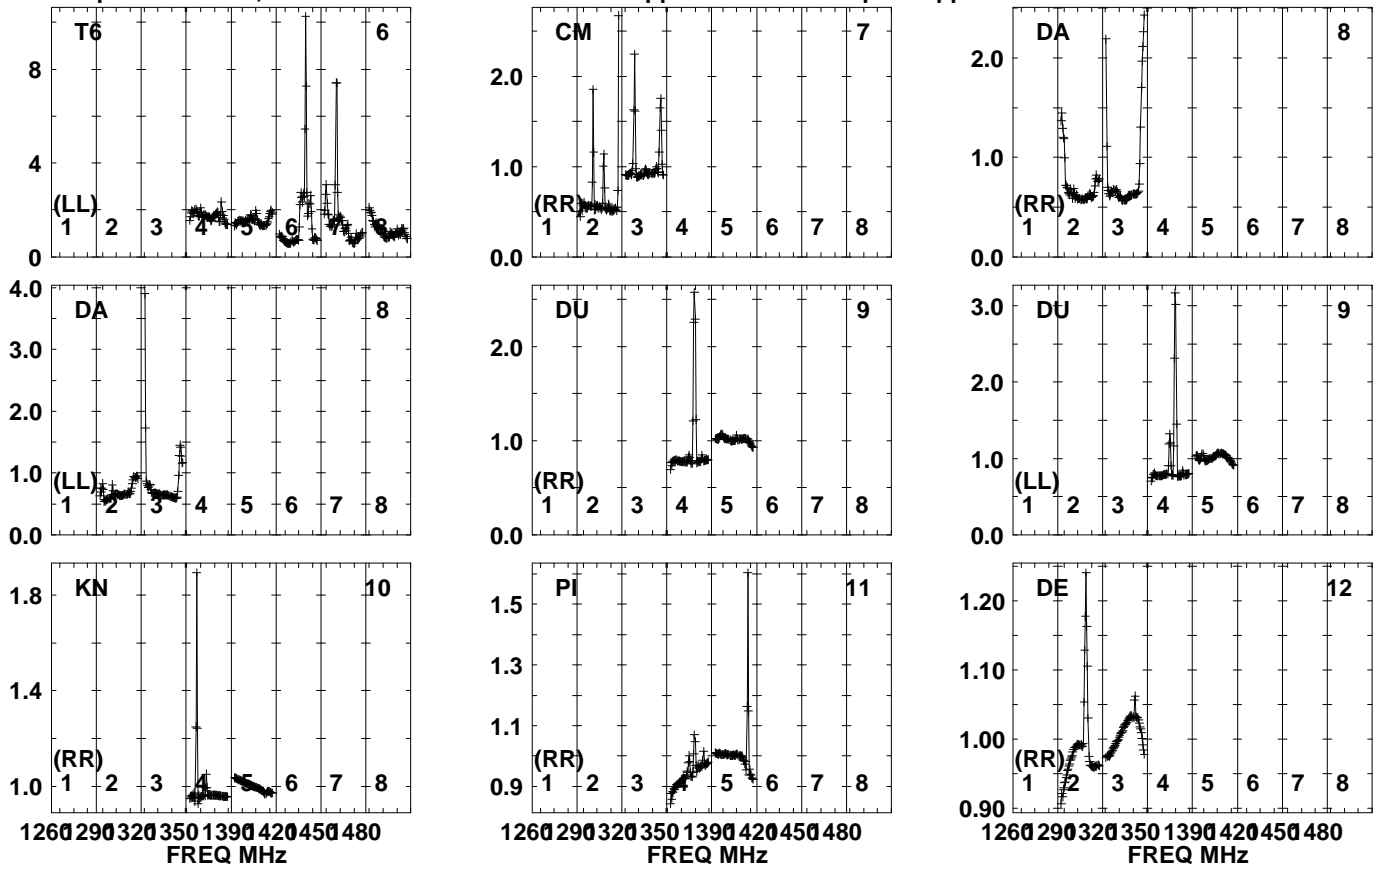 T6 6
8
4
(LL)
1 2 3 4 5 6 7 8
0
CM 7
2.0
1.0
(RR)
1 2 3 4 5 6 7 8
0.0
DA 8
2.0
1.0
(RR)
1 2 3 4 5 6 7 8
0.0
4.0
DA 8
3.0
2.0
1.0
(LL)
1 2 3 4 5 6 7 8
0.0
DU 9
2.0
1.0
(RR)
1 2 3 4 5 6 7 8
0.0
DU 9
3.0
2.0
1.0
(LL)
1 2 3 4 5 6 7 8
0.0
KN 10
1.8
1.4
(RR)
1.0
1 2 3 4 5 6 7 8
1260 1290 1320 1350 1390 1420 1450 1480
FREQ MHz
PI 11
1.5
1.3
1.1
(RR)
0.9
1 2 3 4 5 6 7 8
1260 1290 1320 1350 1390 1420 1450 1480
FREQ MHz
DE 12
1.20
1.10
1.00
(RR)
1 2 3 4 5 6 7 8
0.90
1260 1290 1320 1350 1390 1420 1450 1480
FREQ MHz